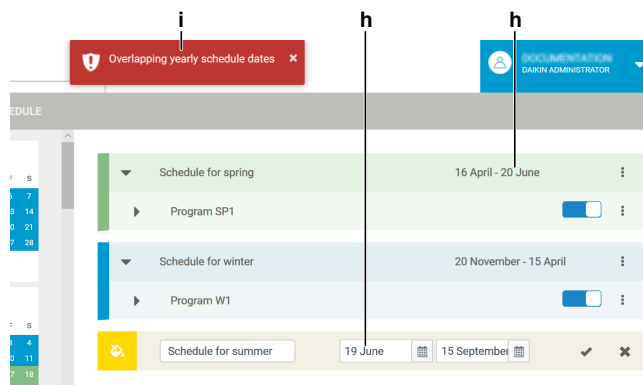 i h h
Overlapping yearly schedule dates ×
DAIKIN ADMINISTRATOR
EDULE
S
Schedule for spring 16 April - 20 June
7
Program SP1
14
21
28
Schedule for winter 20 November - 15 April
Program W1
F S
4
Schedule for summer 19 June 15 September
11
18